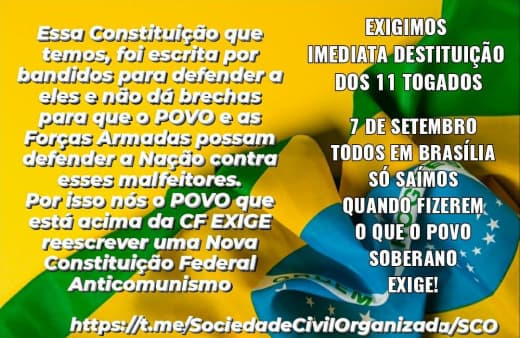 Essa Constituição que
temos, foi escrita por
bandidos para defender a
eles e não dá brechas
para que o POVO e as
Forças Armadas possam
defender a Nação contra
esses malfeitores.
Por isso nós o POVO que
está acima da CF EXIGE
reescrever uma Nova
Constituição Federal
Anticomunismo
EXIGIMOS
IMEDIATA DESTITUIÇÃO
DOS 11 TOGADOS
7 DE SETEMBRO
TODOS EM BRASÍLIA
SÓ SAÍMOS
QUANDO FIZEREM
O QUE O POVO
SOBERANO
EXIGE!
https://t.me/SociedadeCivilOrganizada/SCO